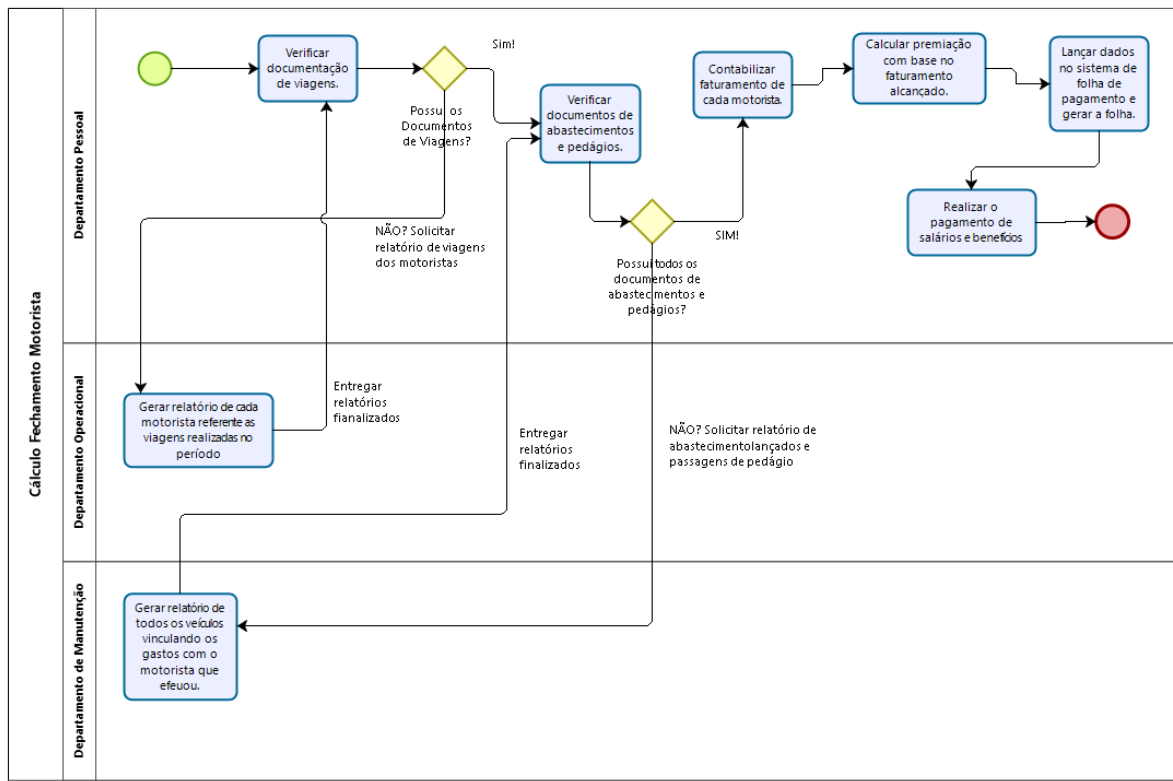 Cálculo Fechamento Motorista
Departamento Pessoal
Verificar
documentação
de viagens.
Possui os
Documentos
de Viagens?
Sim!
NÃO? Solicitar
relatório de viagens
dos motoristas
Verificar
documentos de
abastecimentos
e pedágios.
Possui todos os
documentos de
abastecimentos e
pedágios?
SIM!
Contabilizar
faturamento de
cada motorista.
Calcular premiação
com base no
faturamento
alcançado.
Lançar dados
no sistema de
folha de
pagamento e
gerar a folha.
Realizar o
pagamento de
salários e benefícios
Departamento Operacional
Gerar relatório de cada
motorista referente as
viagens realizadas no
período
Entregar
relatórios
fianalizados
Entregar
relatórios
finalizados
NÃO? Solicitar relatório de
abastecimentolançados e
passagens de pedágio
Departamento de Manutenção
Gerar relatório de
todos os veículos
vinculando os
gastos com o
motorista que
efeuou.